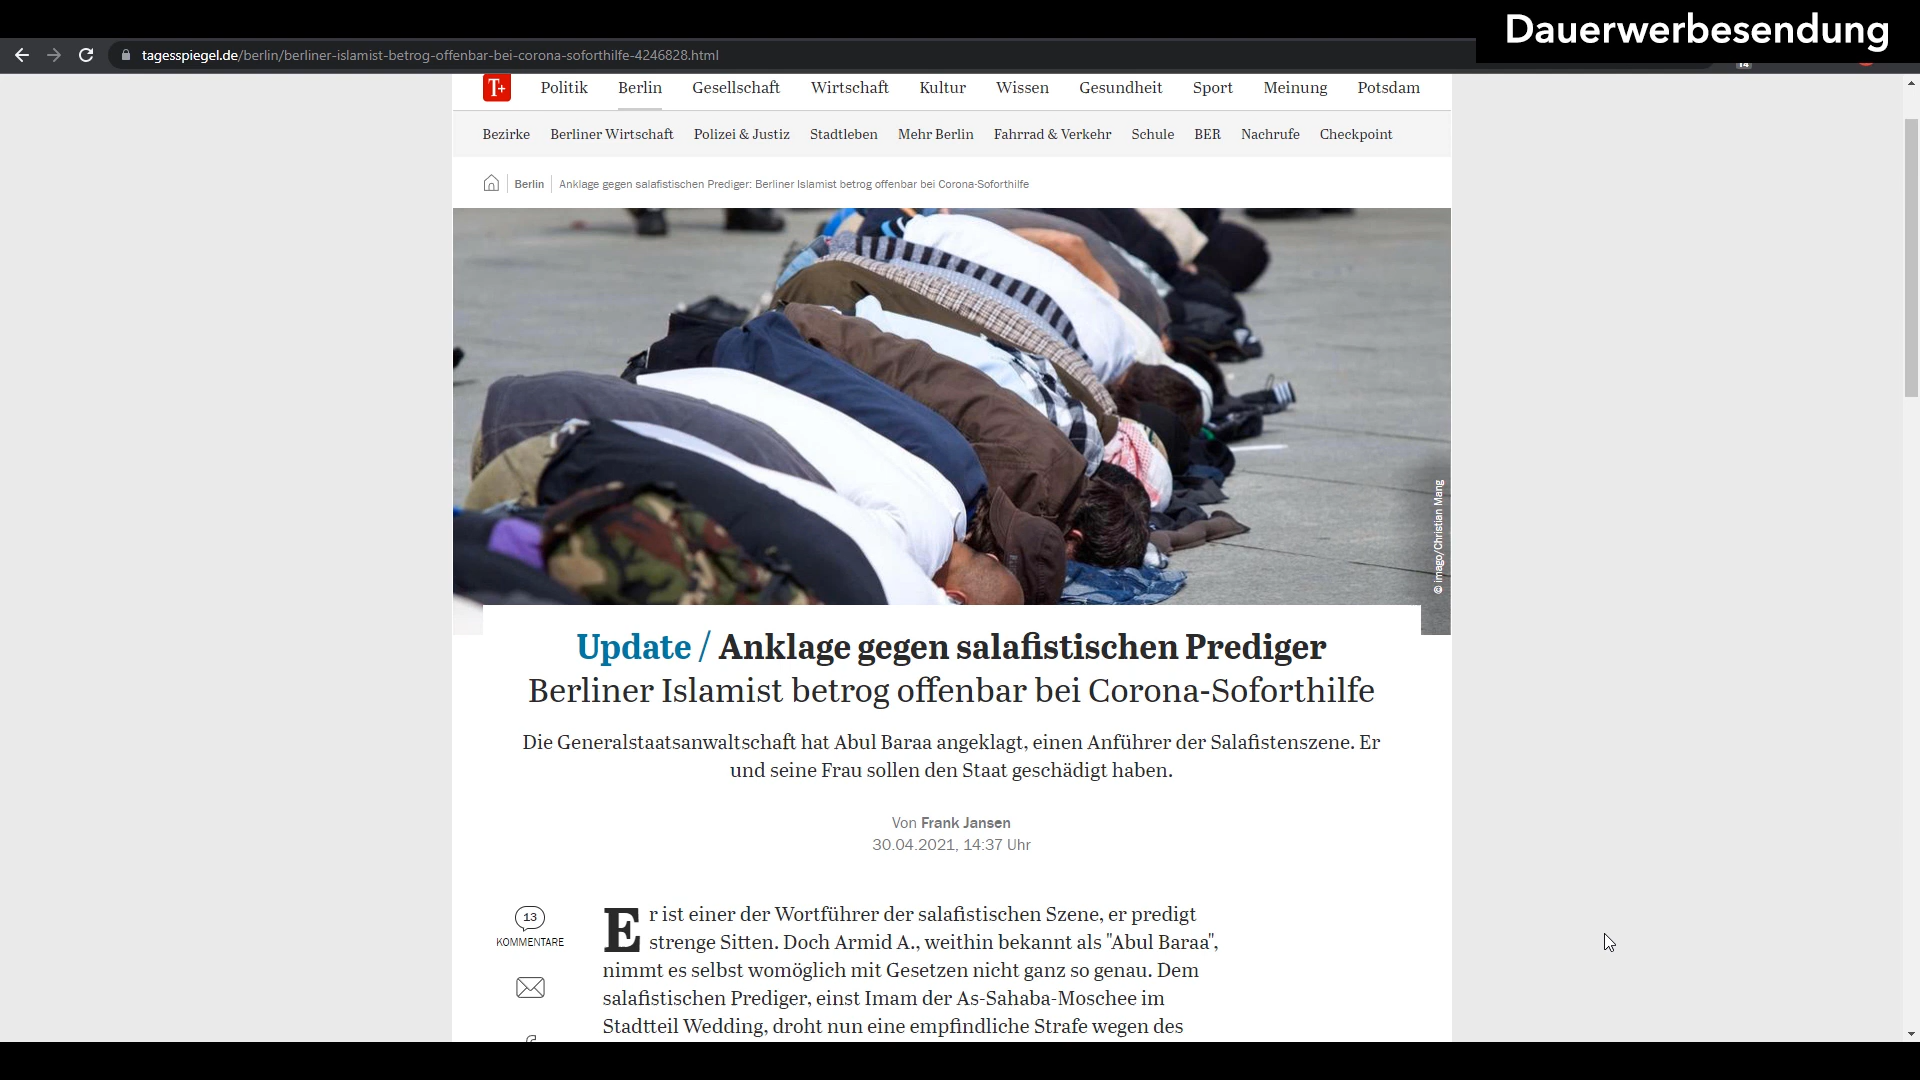 Dauerwerbesendung
tagesspiegel.de/berlin/berliner-islamist-betrog-offenbar-bei-corona-soforthilfe-4246828.html
14
T+
Politik Berlin Gesellschaft Wirtschaft Kultur Wissen Gesundheit Sport Meinung Potsdam
Bezirke Berliner Wirtschaft Polizei & Justiz Stadtleben Mehr Berlin Fahrrad & Verkehr Schule BER Nachrufe Checkpoint
Berlin Anklage gegen salafistischen Prediger: Berliner Islamist betrog offenbar bei Corona-Soforthilfe
© imago/Christian Mang
Update / Anklage gegen salafistischen Prediger
Berliner Islamist betrog offenbar bei Corona-Soforthilfe
Die Generalstaatsanwaltschaft hat Abul Baraa angeklagt, einen Anführer der Salafistenszene. Er
und seine Frau sollen den Staat geschädigt haben.
Von Frank Jansen
30.04.2021, 14:37 Uhr
13
KOMMENTARE
Er ist einer der Wortführer der salafistischen Szene, er predigt
strenge Sitten. Doch Armid A., weithin bekannt als "Abul Baraa",
nimmt es selbst womöglich mit Gesetzen nicht ganz so genau. Dem
salafistischen Prediger, einst Imam der As-Sahaba-Moschee im
Stadtteil Wedding, droht nun eine empfindliche Strafe wegen des